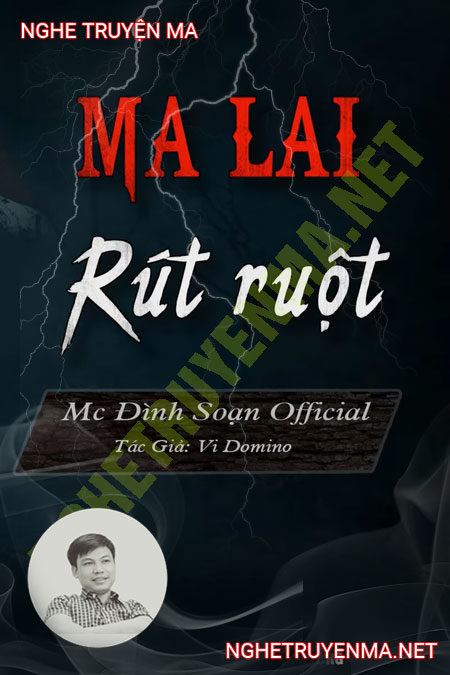 NGHE TRUYỆN MA
MA LAI
Rút ruột
Mc Đình Soạn Official
Tác Giả: Vi Domino
NGHETRUYENMA.NET
NGHETRUYENMA.NET